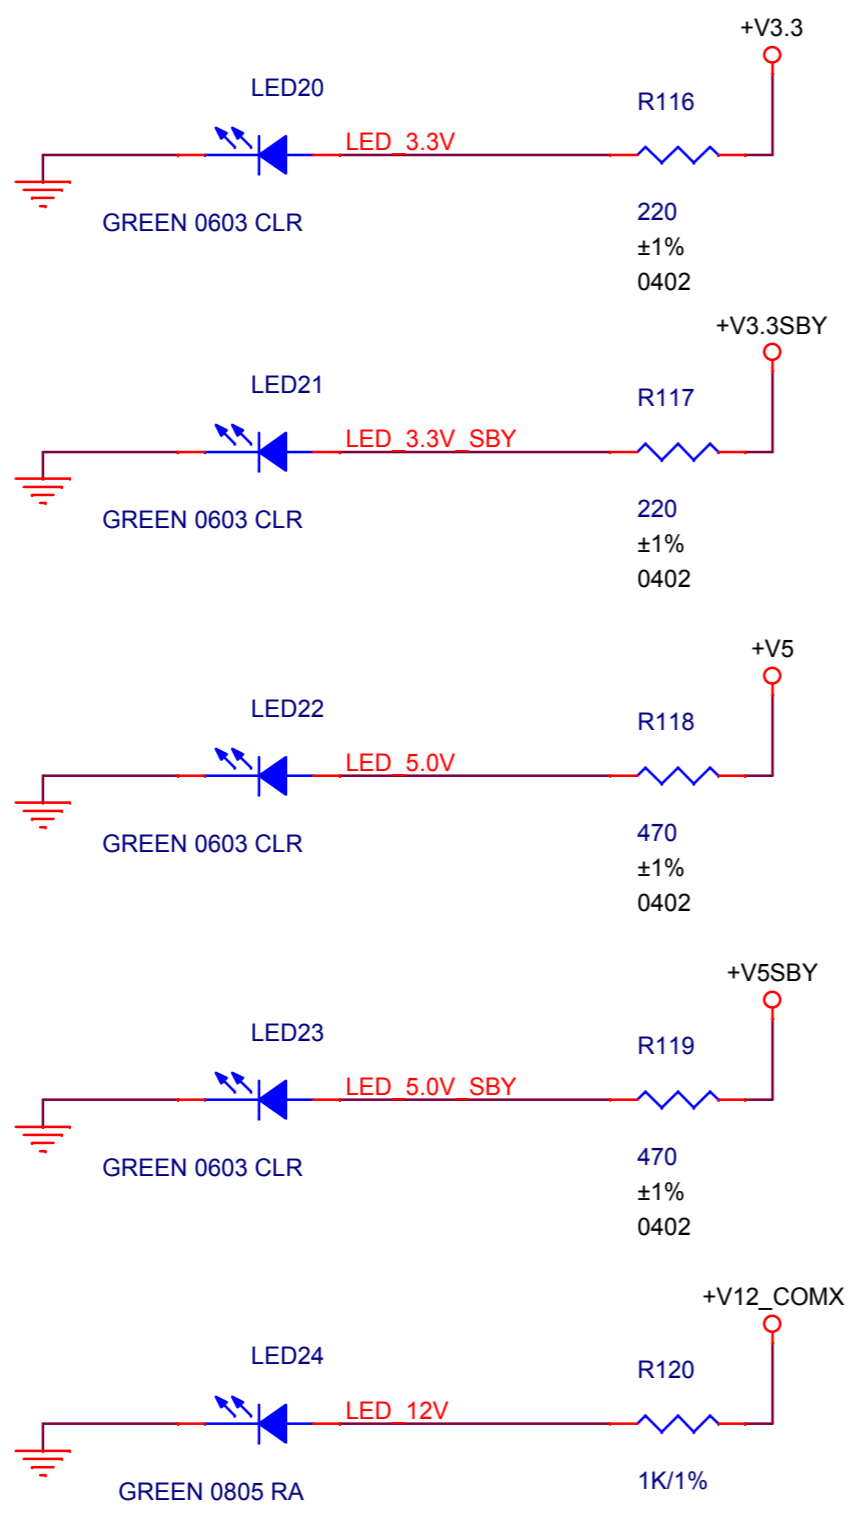 +V3.3
LED20
R116
LED_3.3V
GREEN 0603 CLR
220
±1%
0402
+V3.3SBY
LED21
R117
LED_3.3V_SBY
GREEN 0603 CLR
220
±1%
0402
+V5
LED22
R118
LED_5.0V
GREEN 0603 CLR
470
±1%
0402
+V5SBY
LED23
R119
LED_5.0V_SBY
GREEN 0603 CLR
470
±1%
0402
+V12_COMX
LED24
R120
LED_12V
GREEN 0805 RA
1K/1%